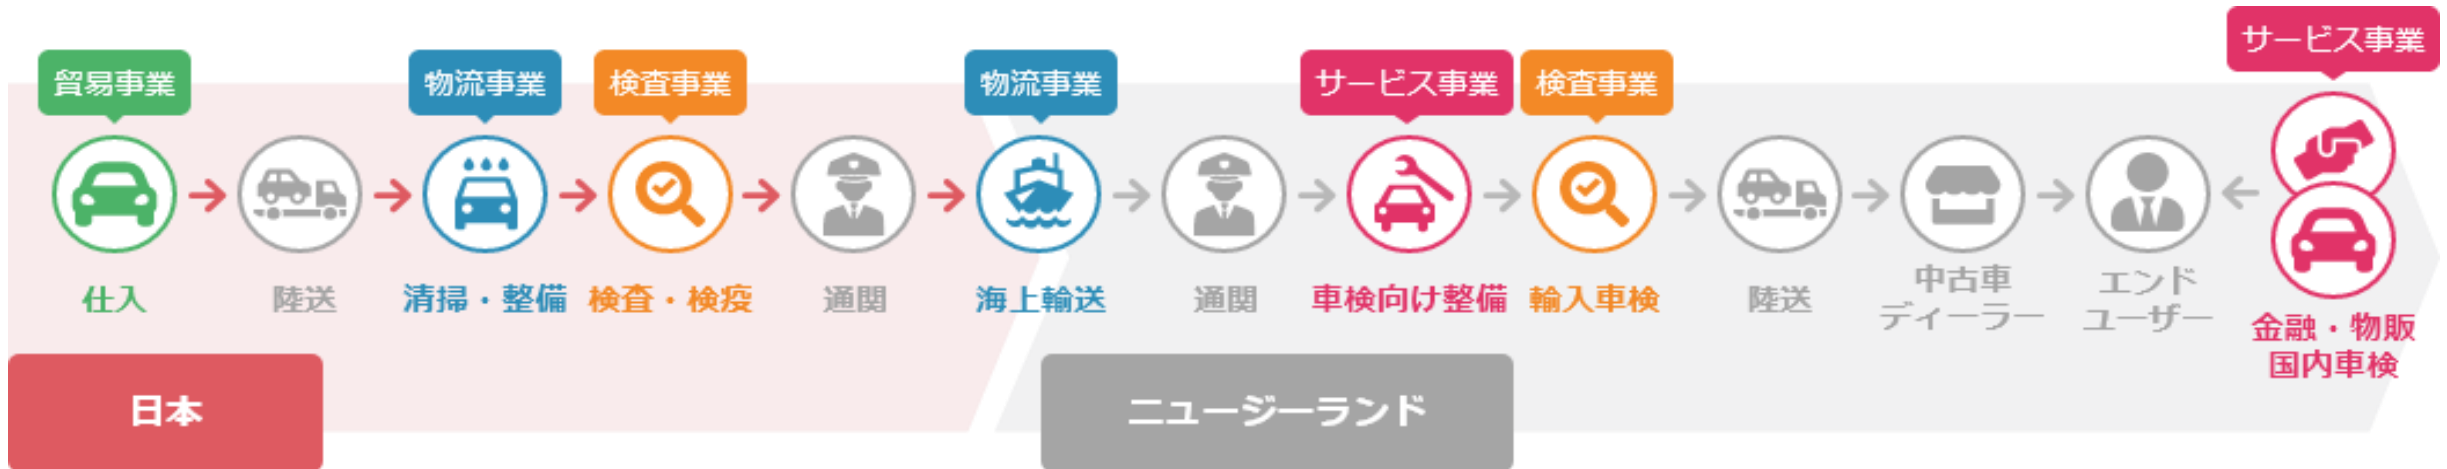 サービス事業
貿易事業
物流事業
検査事業
物流事業
サービス事業
検査事業
仕入
陸送
清掃・整備
検査・検疫
通関
海上輸送
通関
車検向け整備
輸入車検
陸送
中古車
ディーラー
エンド
ユーザー
金融・物販
国内車検
日本
ニュージーランド